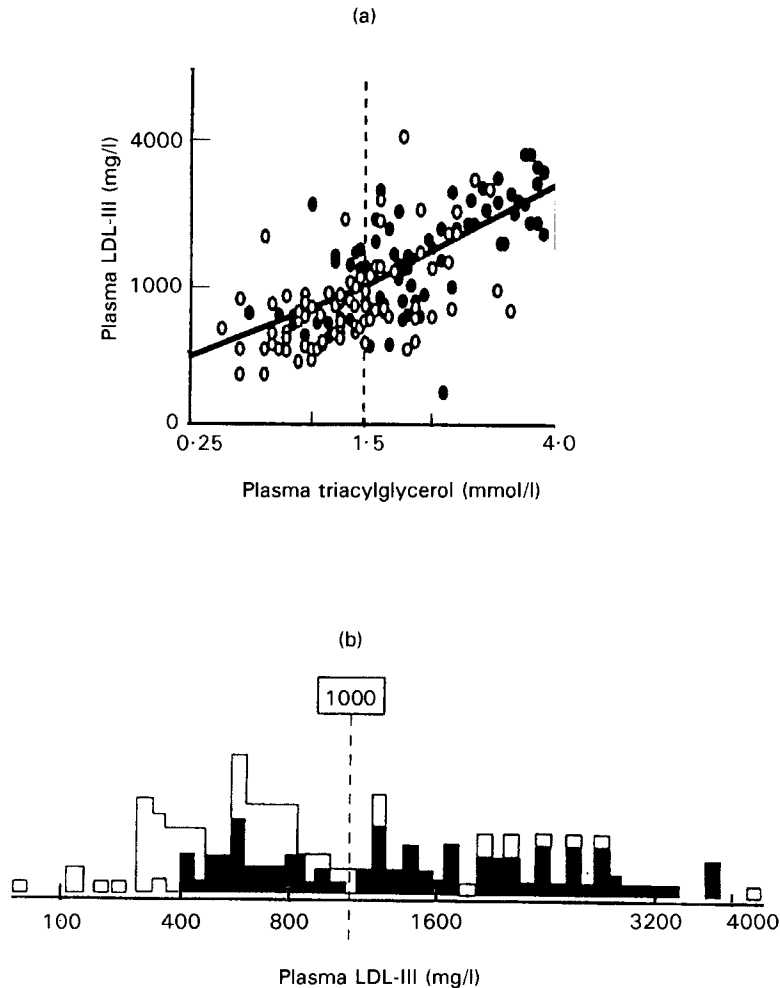 (a)
Plasma LDL-III (mg/l)
4000
1000
0
0·25 1·5 4·0
Plasma triacylglycerol (mmol/l)
(b)
1000
100 400 800 1600 3200 4000
Plasma LDL-III (mg/l)